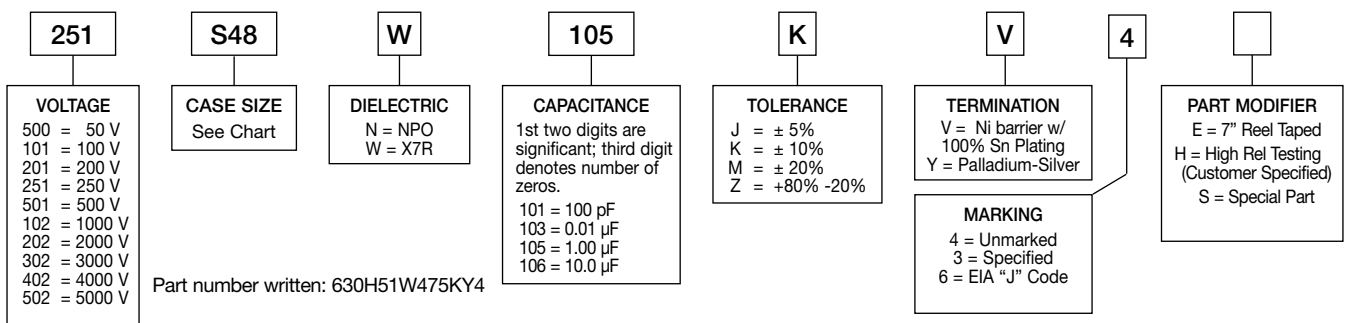 251 S48 W 105 K V 4
VOLTAGE
500 = 50 V
101 = 100 V
201 = 200 V
251 = 250 V
501 = 500 V
102 = 1000 V
202 = 2000 V
302 = 3000 V
402 = 4000 V
502 = 5000 V
CASE SIZE
See Chart
DIELECTRIC
N = NPO
W = X7R
CAPACITANCE
1st two digits are
significant; third digit
denotes number of
zeros.
101 = 100 pF
103 = 0.01 µF
105 = 1.00 µF
106 = 10.0 µF
TOLERANCE
J = ± 5%
K = ± 10%
M = ± 20%
Z = +80% -20%
TERMINATION
V = Ni barrier w/
100% Sn Plating
Y = Palladium-Silver
MARKING
4 = Unmarked
3 = Specified
6 = EIA “J” Code
PART MODIFIER
E = 7” Reel Taped
H = High Rel Testing
(Customer Specified)
S = Special Part
Part number written: 630H51W475KY4